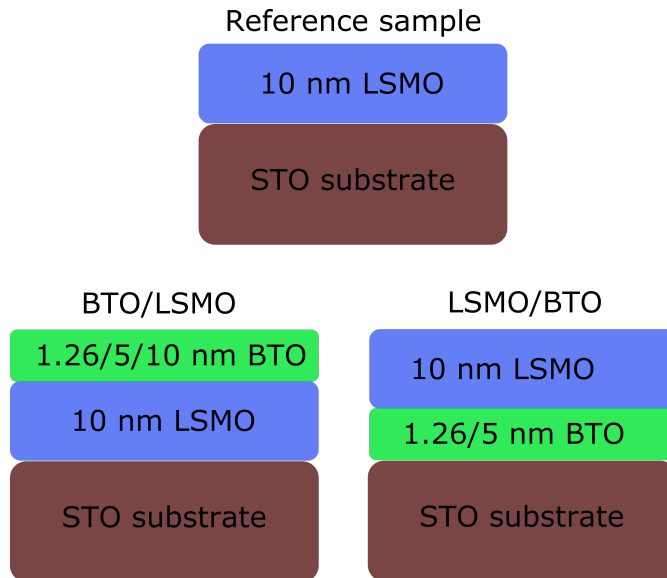 Reference sample
10 nm LSMO
STO substrate
BTO/LSMO
1.26/5/10 nm BTO
10 nm LSMO
STO substrate
LSMO/BTO
10 nm LSMO
1.26/5 nm BTO
STO substrate